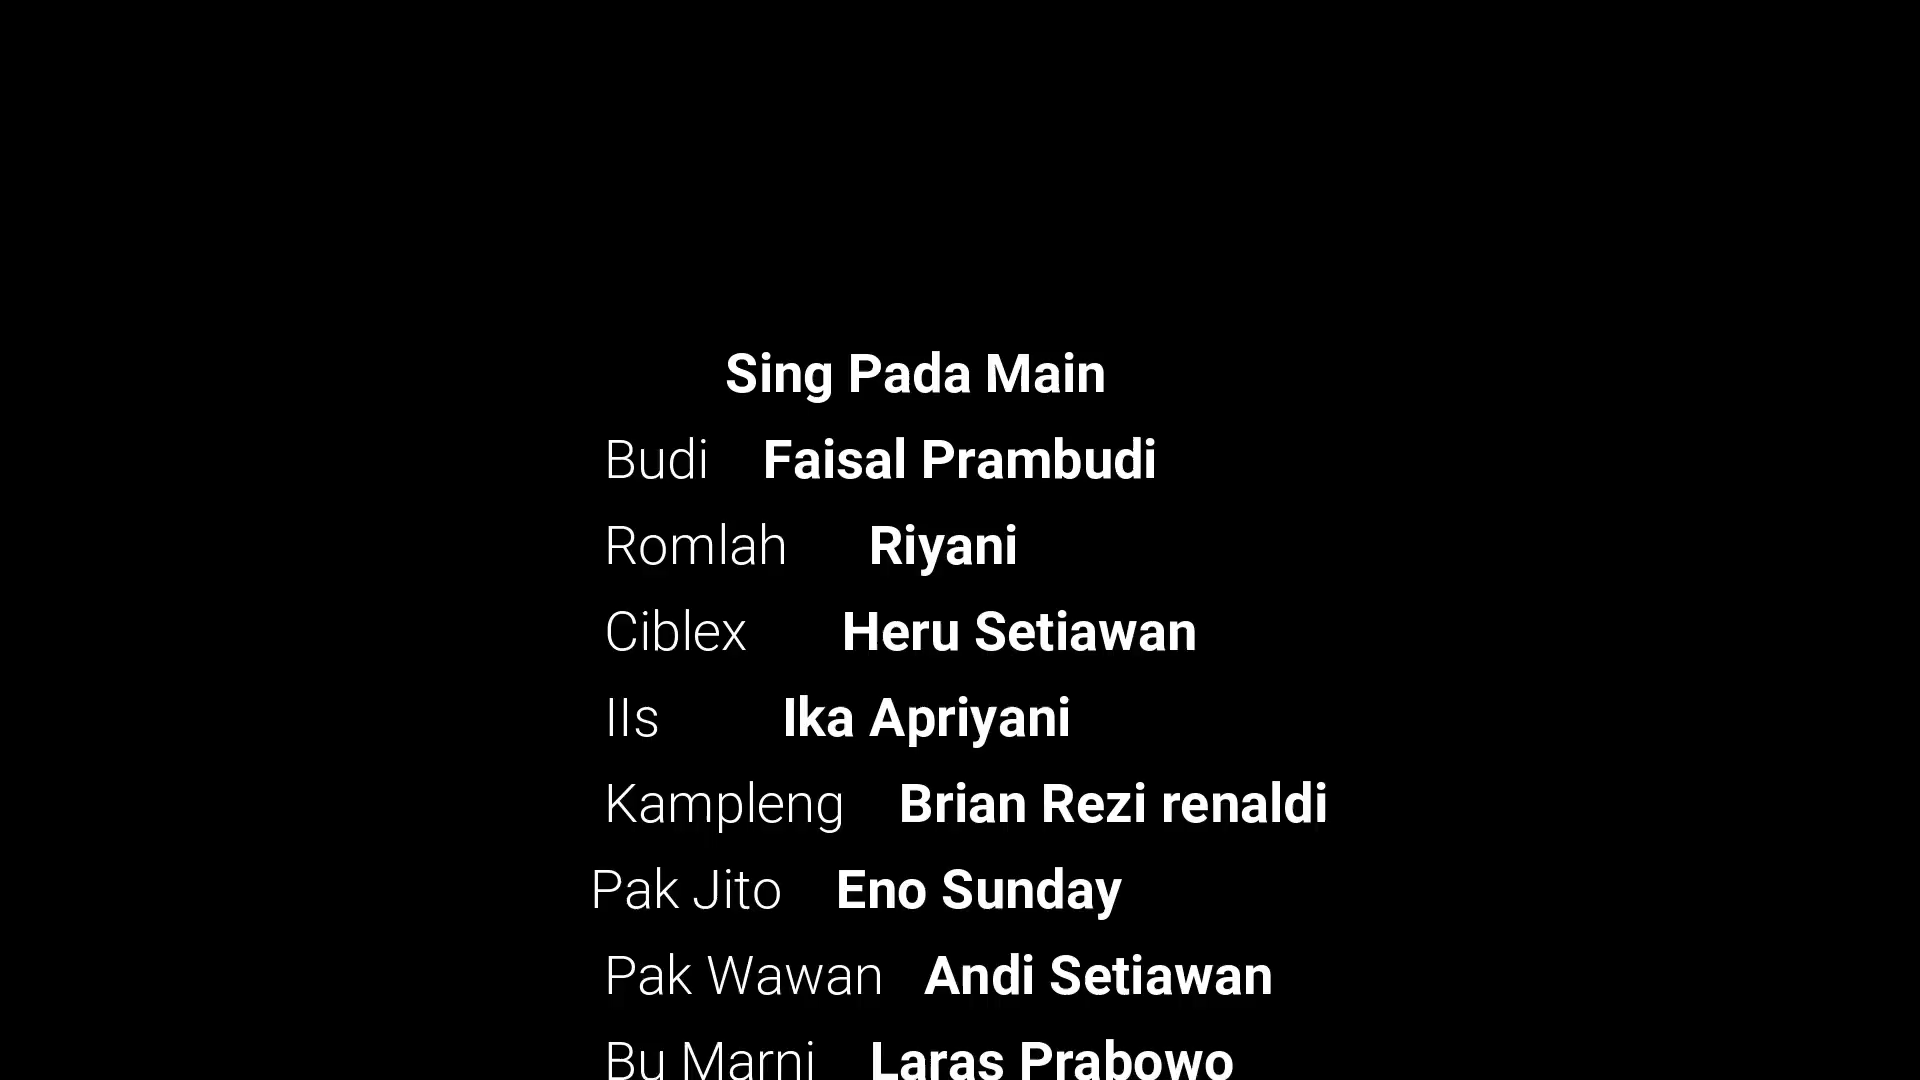 Sing Pada Main
Budi Faisal Prambudi
Romlah Riyani
Ciblex Heru Setiawan
IIs Ika Apriyani
Kampleng Brian Rezi renaldi
Pak Jito Eno Sunday
Pak Wawan Andi Setiawan
Bu Marni Laras Prabowo